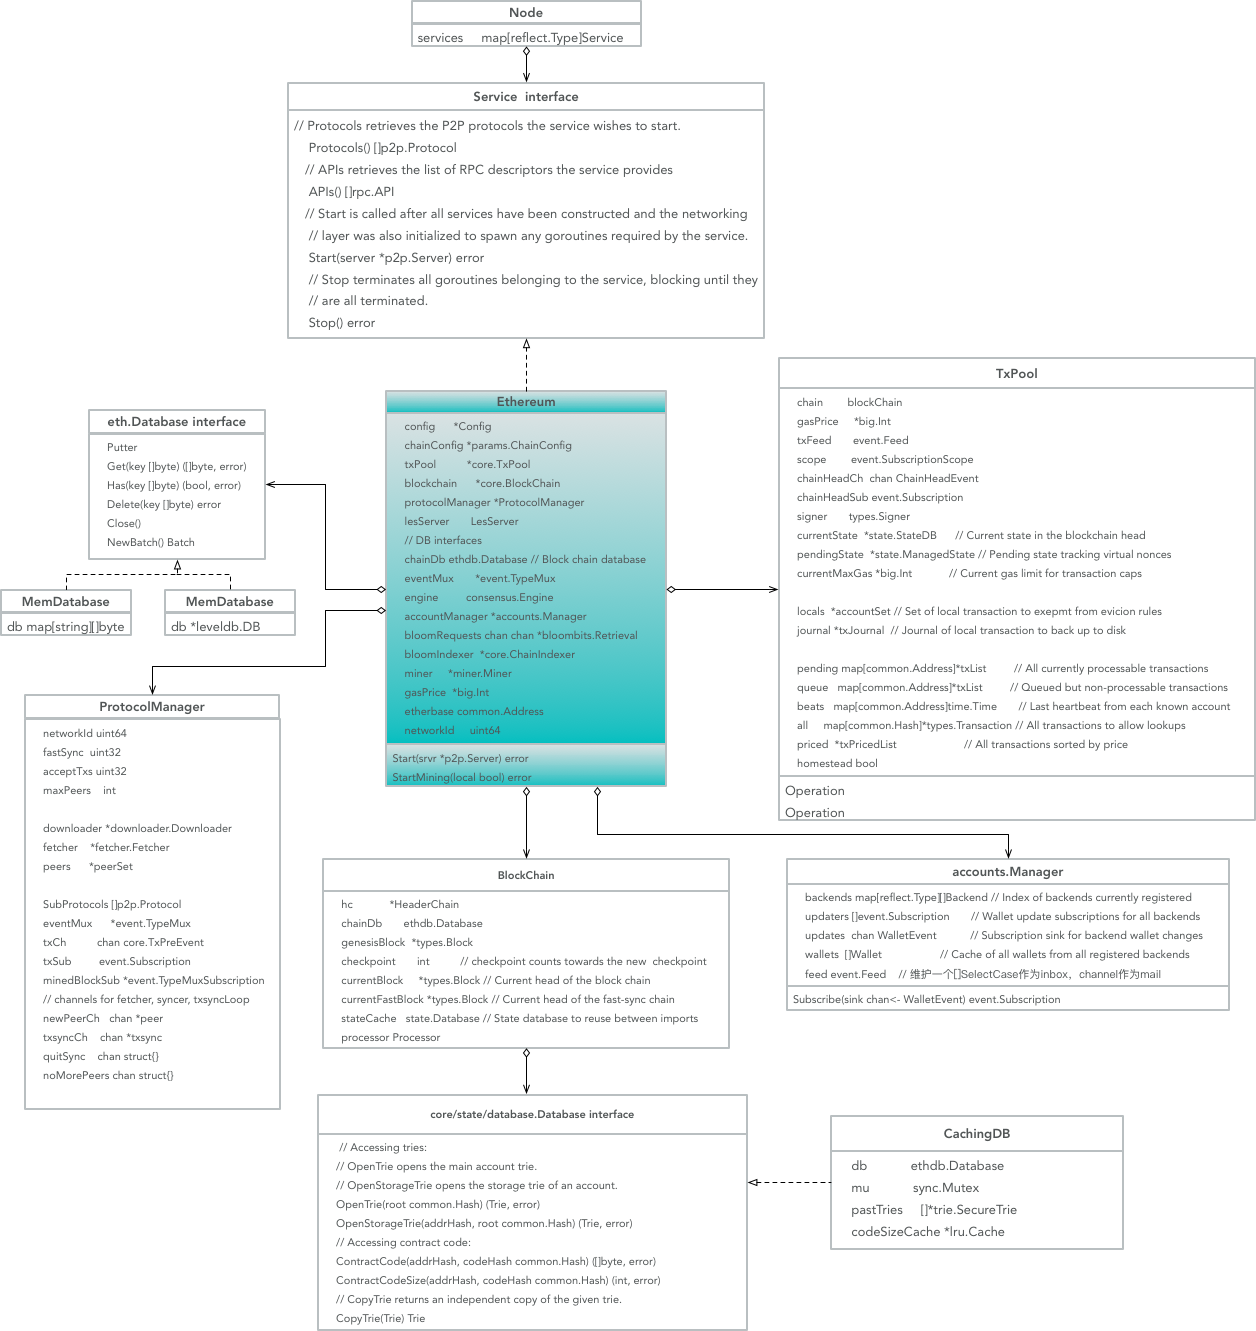 Node
services map[reflect.Type]Service
Service interface
// Protocols retrieves the P2P protocols the service wishes to start.
Protocols() []p2p.Protocol
// APIs retrieves the list of RPC descriptors the service provides
APIs() []rpc.API
// Start is called after all services have been constructed and the networking
// layer was also initialized to spawn any goroutines required by the service.
Start(server *p2p.Server) error
// Stop terminates all goroutines belonging to the service, blocking until they
// are all terminated.
Stop() error
Ethereum
config *Config
chainConfig *params.ChainConfig
txPool *core.TxPool
blockchain *core.BlockChain
protocolManager *ProtocolManager
lesServer LesServer
// DB interfaces
chainDb ethdb.Database // Block chain database
eventMux *event.TypeMux
engine consensus.Engine
accountManager *accounts.Manager
bloomRequests chan chan *bloombits.Retrieval
bloomIndexer *core.ChainIndexer
miner *miner.Miner
gasPrice *big.Int
etherbase common.Address
networkId uint64
Start(srvr *p2p.Server) error
StartMining(local bool) error
eth.Database interface
Putter
Get(key []byte) ([]byte, error)
Has(key []byte) (bool, error)
Delete(key []byte) error
Close()
NewBatch() Batch
MemDatabase
db map[string][]byte
MemDatabase
db *leveldb.DB
ProtocolManager
networkId uint64
fastSync uint32
acceptTxs uint32
maxPeers int
downloader *downloader.Downloader
fetcher *fetcher.Fetcher
peers *peerSet
SubProtocols []p2p.Protocol
eventMux *event.TypeMux
txCh chan core.TxPreEvent
txSub event.Subscription
minedBlockSub *event.TypeMuxSubscription
// channels for fetcher, syncer, txsyncLoop
newPeerCh chan *peer
txsyncCh chan *txsync
quitSync chan struct{}
noMorePeers chan struct{}
TxPool
chain blockChain
gasPrice *big.Int
txFeed event.Feed
scope event.SubscriptionScope
chainHeadCh chan ChainHeadEvent
chainHeadSub event.Subscription
signer types.Signer
currentState *state.StateDB // Current state in the blockchain head
pendingState *state.ManagedState // Pending state tracking virtual nonces
currentMaxGas *big.Int // Current gas limit for transaction caps
locals *accountSet // Set of local transaction to exepmt from evicion rules
journal *txJournal // Journal of local transaction to back up to disk
pending map[common.Address]*txList // All currently processable transactions
queue map[common.Address]*txList // Queued but non-processable transactions
beats map[common.Address]time.Time // Last heartbeat from each known account
all map[common.Hash]*types.Transaction // All transactions to allow lookups
priced *txPricedList // All transactions sorted by price
homestead bool
Operation
Operation
BlockChain
hc *HeaderChain
chainDb ethdb.Database
genesisBlock *types.Block
checkpoint int // checkpoint counts towards the new checkpoint
currentBlock *types.Block // Current head of the block chain
currentFastBlock *types.Block // Current head of the fast-sync chain
stateCache state.Database // State database to reuse between imports
processor Processor
accounts.Manager
backends map[reflect.Type][]Backend // Index of backends currently registered
updaters []event.Subscription // Wallet update subscriptions for all backends
updates chan WalletEvent // Subscription sink for backend wallet changes
wallets []Wallet // Cache of all wallets from all registered backends
feed event.Feed // 维护一个[]SelectCase作为inbox，channel作为mail
Subscribe(sink chan<- WalletEvent) event.Subscription
core/state/database.Database interface
// Accessing tries:
// OpenTrie opens the main account trie.
// OpenStorageTrie opens the storage trie of an account.
OpenTrie(root common.Hash) (Trie, error)
OpenStorageTrie(addrHash, root common.Hash) (Trie, error)
// Accessing contract code:
ContractCode(addrHash, codeHash common.Hash) ([]byte, error)
ContractCodeSize(addrHash, codeHash common.Hash) (int, error)
// CopyTrie returns an independent copy of the given trie.
CopyTrie(Trie) Trie
CachingDB
db ethdb.Database
mu sync.Mutex
pastTries []*trie.SecureTrie
codeSizeCache *lru.Cache